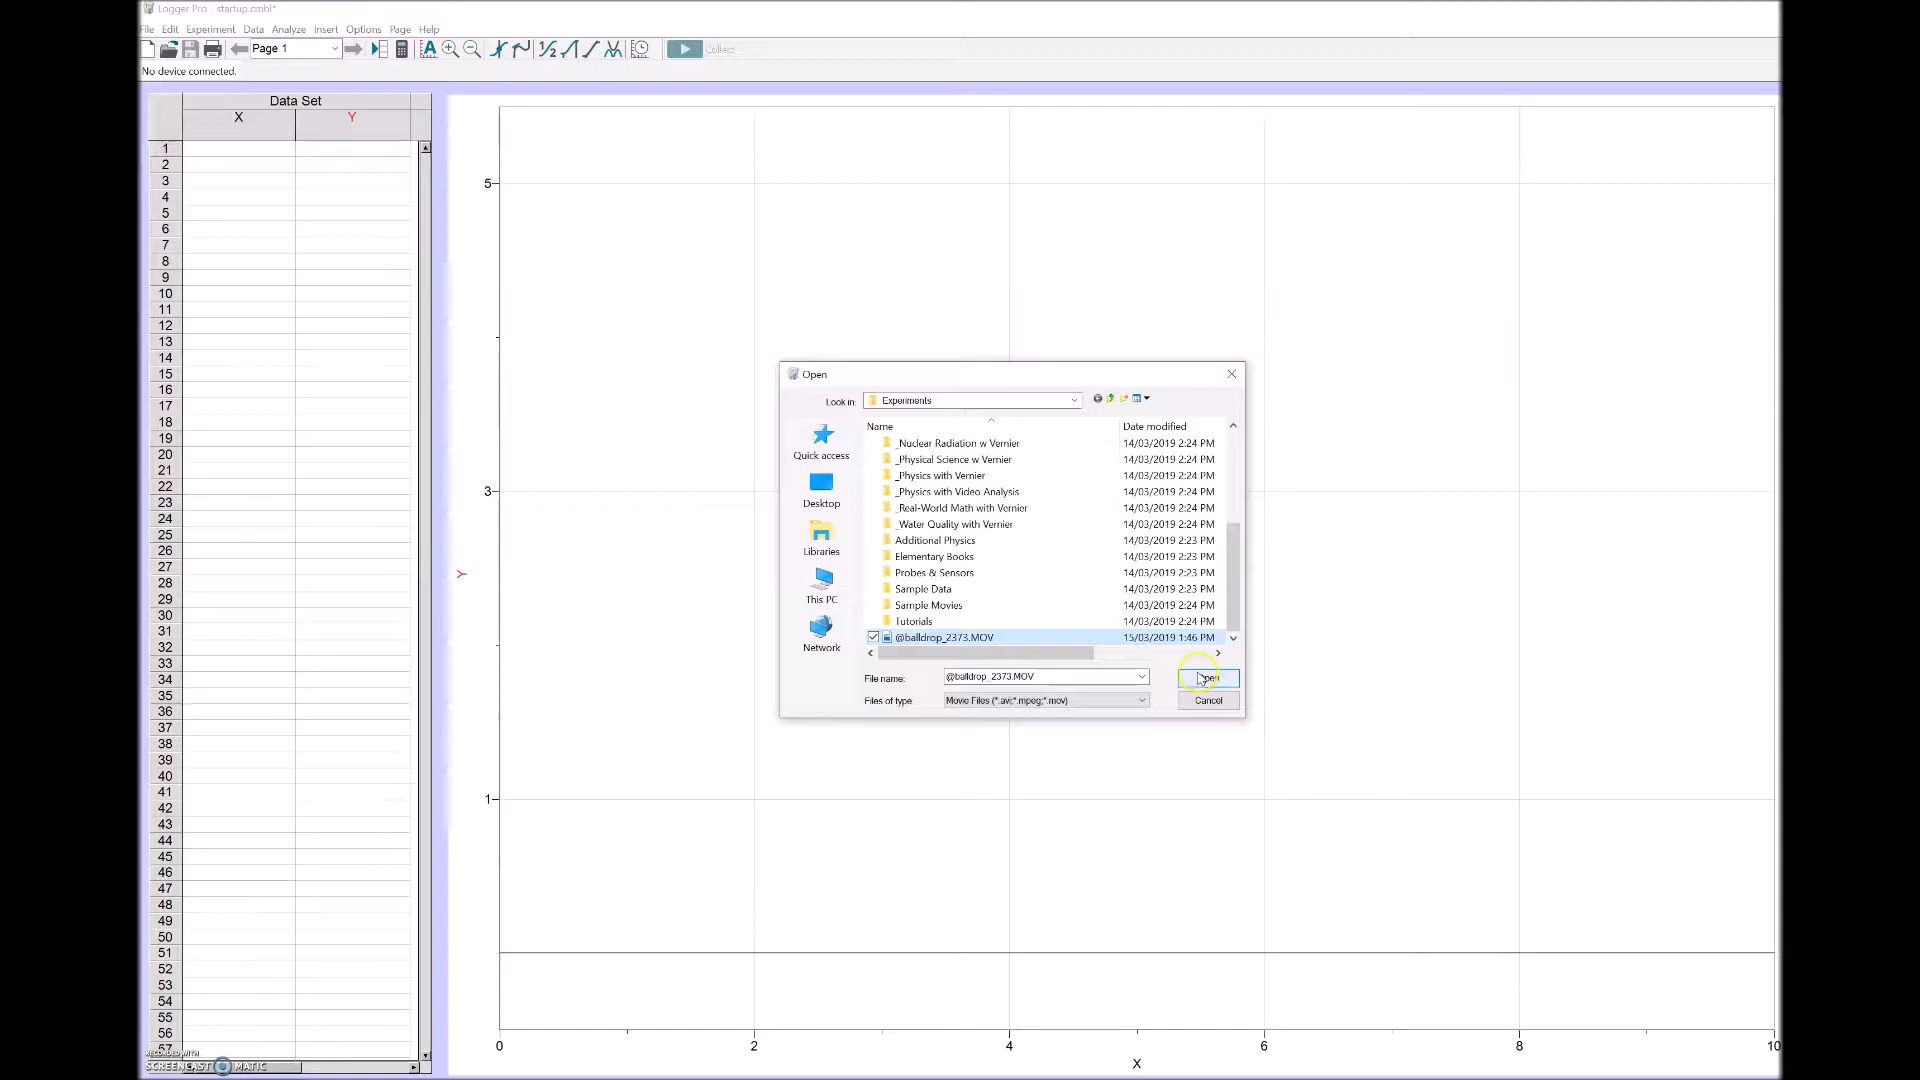 Logger Pro - startup.cmbl*
File Edit Experiment Data Analyze Insert Options Page Help
Page 1 Collect
No device connected.
Data Set
X Y
1
2
3
4
5
6
7
8
9
10
11
12
13
14
15
16
17
18
19
20
21
22
23
24
25
26
27
28
29
30
31
32
33
34
35
36
37
38
39
40
41
42
43
44
45
46
47
48
49
50
51
52
53
54
55
56
57
5
3
1
Y
0 2 4 6 8 10
X
Open
Look in: Experiments
Quick access
Desktop
Libraries
This PC
Network
Name Date modified
_Nuclear Radiation w Vernier 14/03/2019 2:24 PM
_Physical Science w Vernier 14/03/2019 2:24 PM
_Physics with Vernier 14/03/2019 2:24 PM
_Physics with Video Analysis 14/03/2019 2:24 PM
_Real-World Math with Vernier 14/03/2019 2:24 PM
_Water Quality with Vernier 14/03/2019 2:24 PM
Additional Physics 14/03/2019 2:23 PM
Elementary Books 14/03/2019 2:23 PM
Probes & Sensors 14/03/2019 2:23 PM
Sample Data 14/03/2019 2:23 PM
Sample Movies 14/03/2019 2:24 PM
Tutorials 14/03/2019 2:24 PM
@balldrop_2373.MOV 15/03/2019 1:46 PM
File name: @balldrop_2373.MOV Open
Files of type: Movie Files (*.avi;*.mpeg;*.mov) Cancel
RECORDED WITH
SCREENCAST MATIC